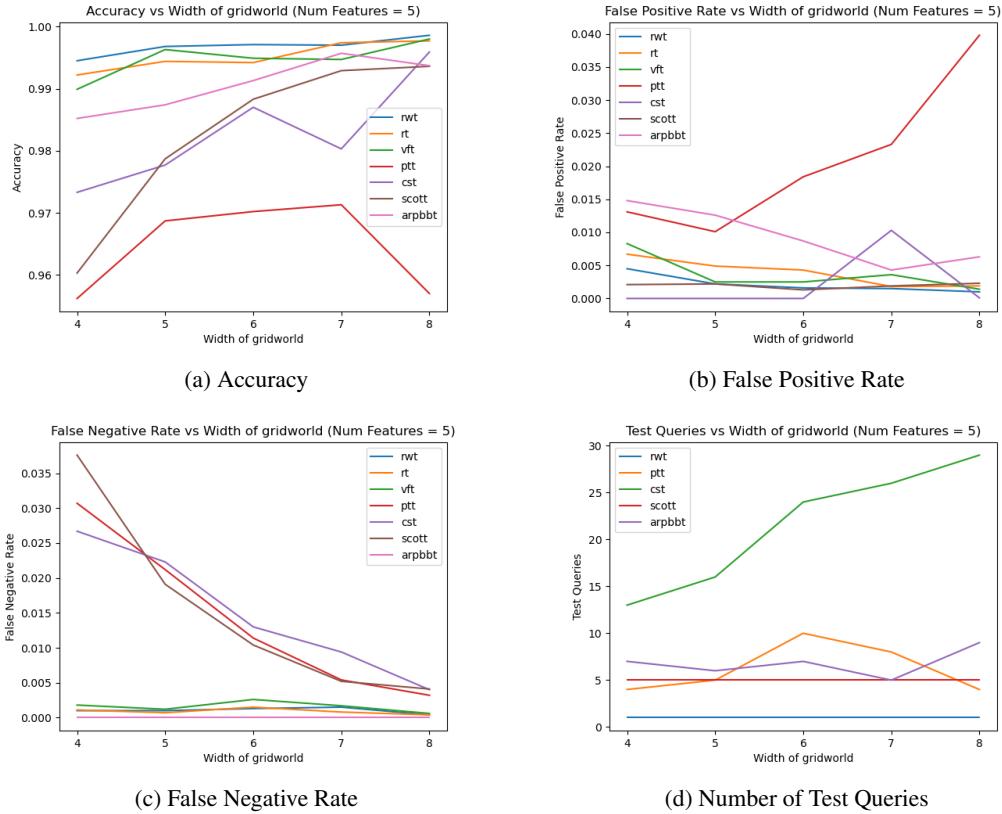 Accuracy vs Width of gridworld (Num Features = 5)
Accuracy
1.00
0.99
0.98
0.97
0.96
rwt
rt
vft
ptt
cst
scott
arpbbt
4 5 6 7 8
Width of gridworld
(a) Accuracy
False Positive Rate vs Width of gridworld (Num Features = 5)
False Positive Rate
0.040
0.035
0.030
0.025
0.020
0.015
0.010
0.005
0.000
rwt
rt
vft
ptt
cst
scott
arpbbt
4 5 6 7 8
Width of gridworld
(b) False Positive Rate
False Negative Rate vs Width of gridworld (Num Features = 5)
False Negative Rate
0.035
0.030
0.025
0.020
0.015
0.010
0.005
0.000
rwt
rt
vft
ptt
cst
scott
arpbbt
4 5 6 7 8
Width of gridworld
(c) False Negative Rate
Test Queries vs Width of gridworld (Num Features = 5)
Test Queries
30
25
20
15
10
5
0
rwt
ptt
cst
scott
arpbbt
4 5 6 7 8
Width of gridworld
(d) Number of Test Queries